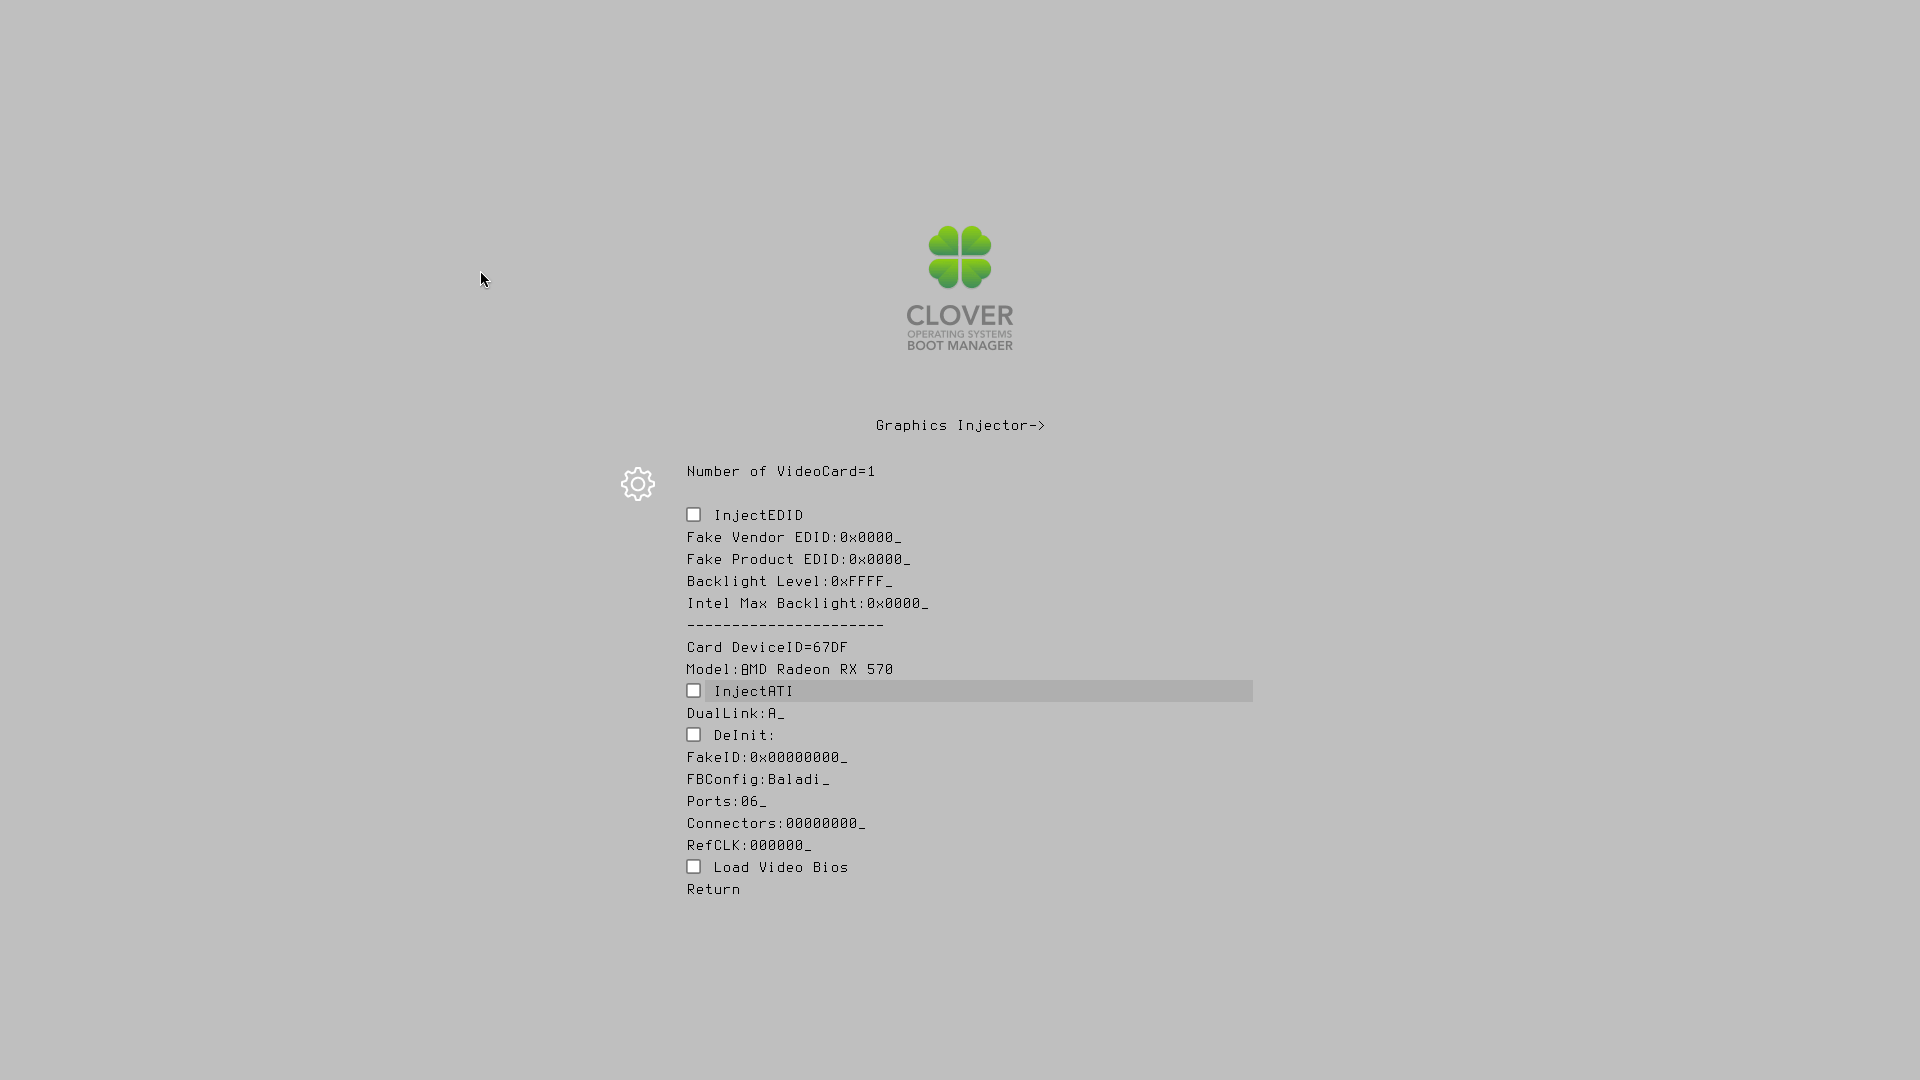 CLOVER
OPERATING SYSTEMS
BOOT MANAGER
Graphics Injector->
Number of VideoCard=1
InjectEDID
Fake Vendor EDID:0x0000_
Fake Product EDID:0x0000_
Backlight Level:0xFFFF_
Intel Max Backlight:0x0000_
----------------------
Card DeviceID=67DF
Model:AMD Radeon RX 570
InjectATI
DualLink:A_
DeInit:
FakeID:0x00000000_
FBConfig:Baladi_
Ports:06_
Connectors:00000000_
RefCLK:000000_
Load Video Bios
Return